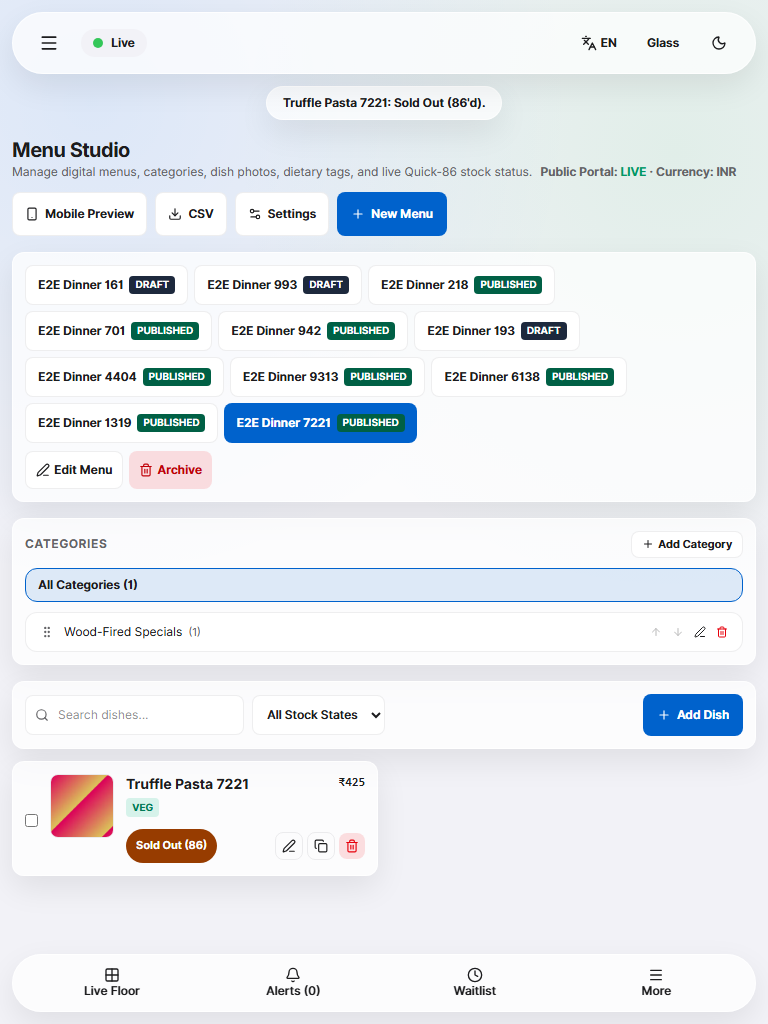 Live
EN
Glass
Truffle Pasta 7221: Sold Out (86'd).
Menu Studio
Manage digital menus, categories, dish photos, dietary tags, and live Quick-86 stock status. Public Portal: LIVE · Currency: INR
Mobile Preview
CSV
Settings
New Menu
E2E Dinner 161 DRAFT
E2E Dinner 993 DRAFT
E2E Dinner 218 PUBLISHED
E2E Dinner 701 PUBLISHED
E2E Dinner 942 PUBLISHED
E2E Dinner 193 DRAFT
E2E Dinner 4404 PUBLISHED
E2E Dinner 9313 PUBLISHED
E2E Dinner 6138 PUBLISHED
E2E Dinner 1319 PUBLISHED
E2E Dinner 7221 PUBLISHED
Edit Menu
Archive
CATEGORIES
Add Category
All Categories (1)
Wood-Fired Specials (1)
Search dishes...
All Stock States
Add Dish
Truffle Pasta 7221
₹425
VEG
Sold Out (86)
Live Floor
Alerts (0)
Waitlist
More